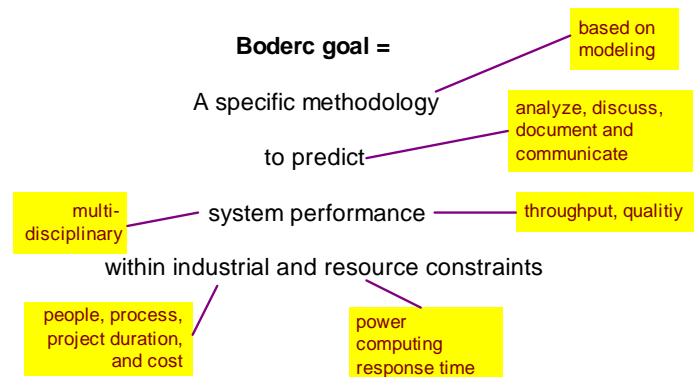 Boderc goal =
based on
modeling
A specific methodology
analyze, discuss,
document and
communicate
to predict
multi-
disciplinary
system performance
throughput, qualitiy
within industrial and resource constraints
people, process,
project duration,
and cost
power
computing
response time